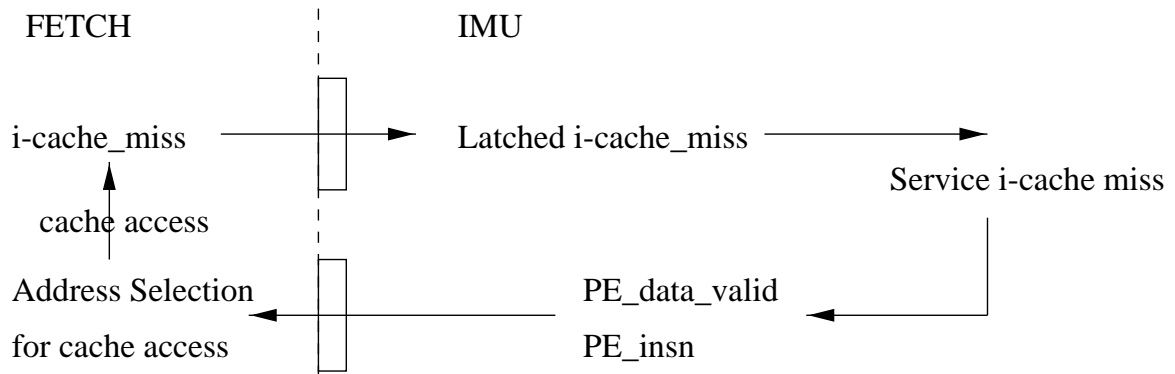 FETCH
IMU
i-cache_miss
Latched i-cache_miss
Service i-cache miss
cache access
Address Selection
for cache access
PE_data_valid
PE_insn